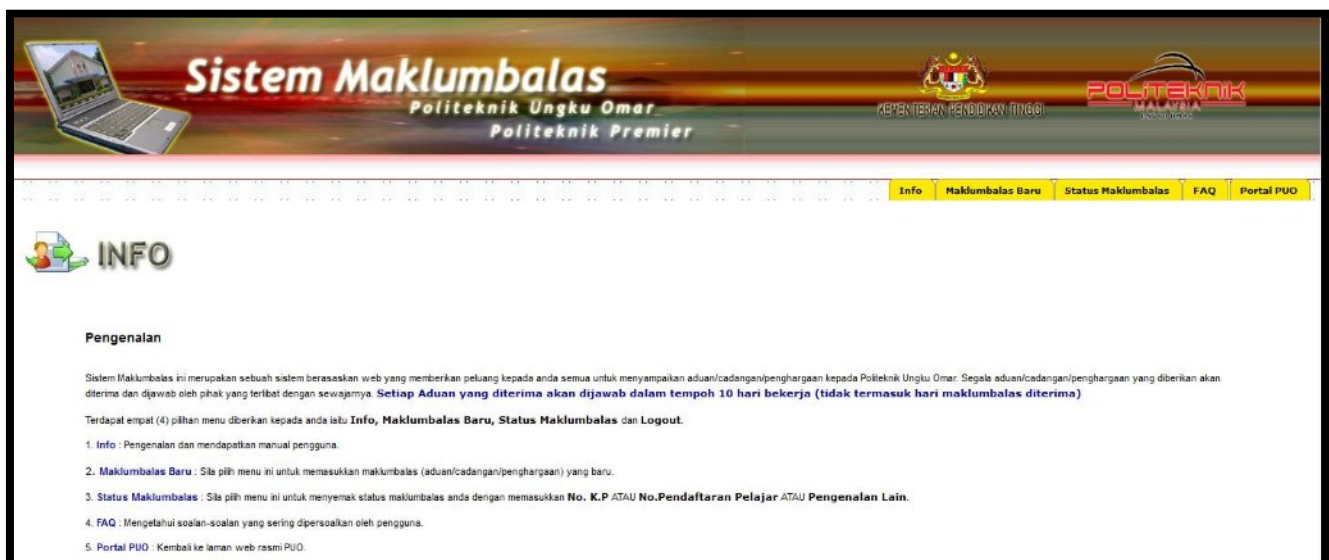 Sistem Maklumbalas
Politeknik Ungku Omar
Politeknik Premier
KEMENTERIAN PENDIDIKAN TINGGI
POLITEKNIK
MALAYSIA
Info Maklumbalas Baru Status Maklumbalas FAQ Portal PUO
INFO
Pengenalan
Sistem Maklumbalas ini merupakan sebuah sistem berasaskan web yang memberikan peluang kepada anda semua untuk menyampaikan aduan/cadangan/penghargaan kepada Politeknik Ungku Omar. Segala aduan/cadangan/penghargaan yang diberikan akan
diterima dan dijawab oleh pihak yang terlibat dengan sewajarnya. Setiap Aduan yang diterima akan dijawab dalam tempoh 10 hari bekerja (tidak termasuk hari maklumbalas diterima)
Terdapat empat (4) pilihan menu diberikan kepada anda iaitu Info, Maklumbalas Baru, Status Maklumbalas dan Logout.
1. Info : Pengenalan dan mendapatkan manual pengguna.
2. Maklumbalas Baru : Sila pilih menu ini untuk memasukkan maklumbalas (aduan/cadangan/penghargaan) yang baru.
3. Status Maklumbalas : Sila pilih menu ini untuk menyemak status maklumbalas anda dengan memasukkan No. K.P ATAU No.Pendaftaran Pelajar ATAU Pengenalan Lain.
4. FAQ : Mengetahui soalan-soalan yang sering dipersoalkan oleh pengguna.
5. Portal PUO : Kembali ke laman web rasmi PUO.